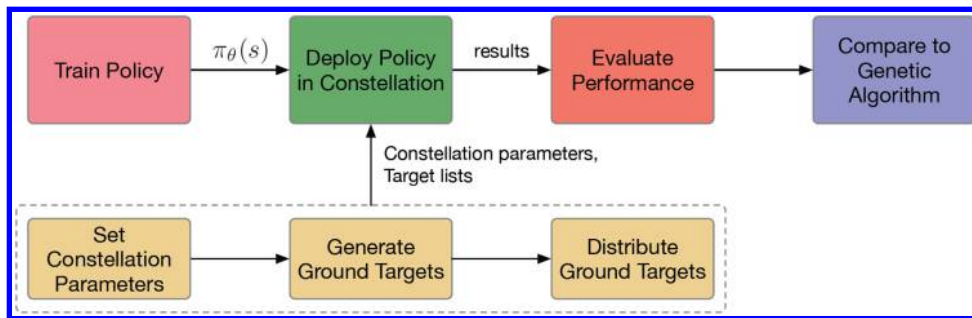 Train Policy
πθ(s)
Deploy Policy
in Constellation
results
Evaluate
Performance
Compare to
Genetic
Algorithm
Constellation parameters,
Target lists
Set
Constellation
Parameters
Generate
Ground Targets
Distribute
Ground Targets